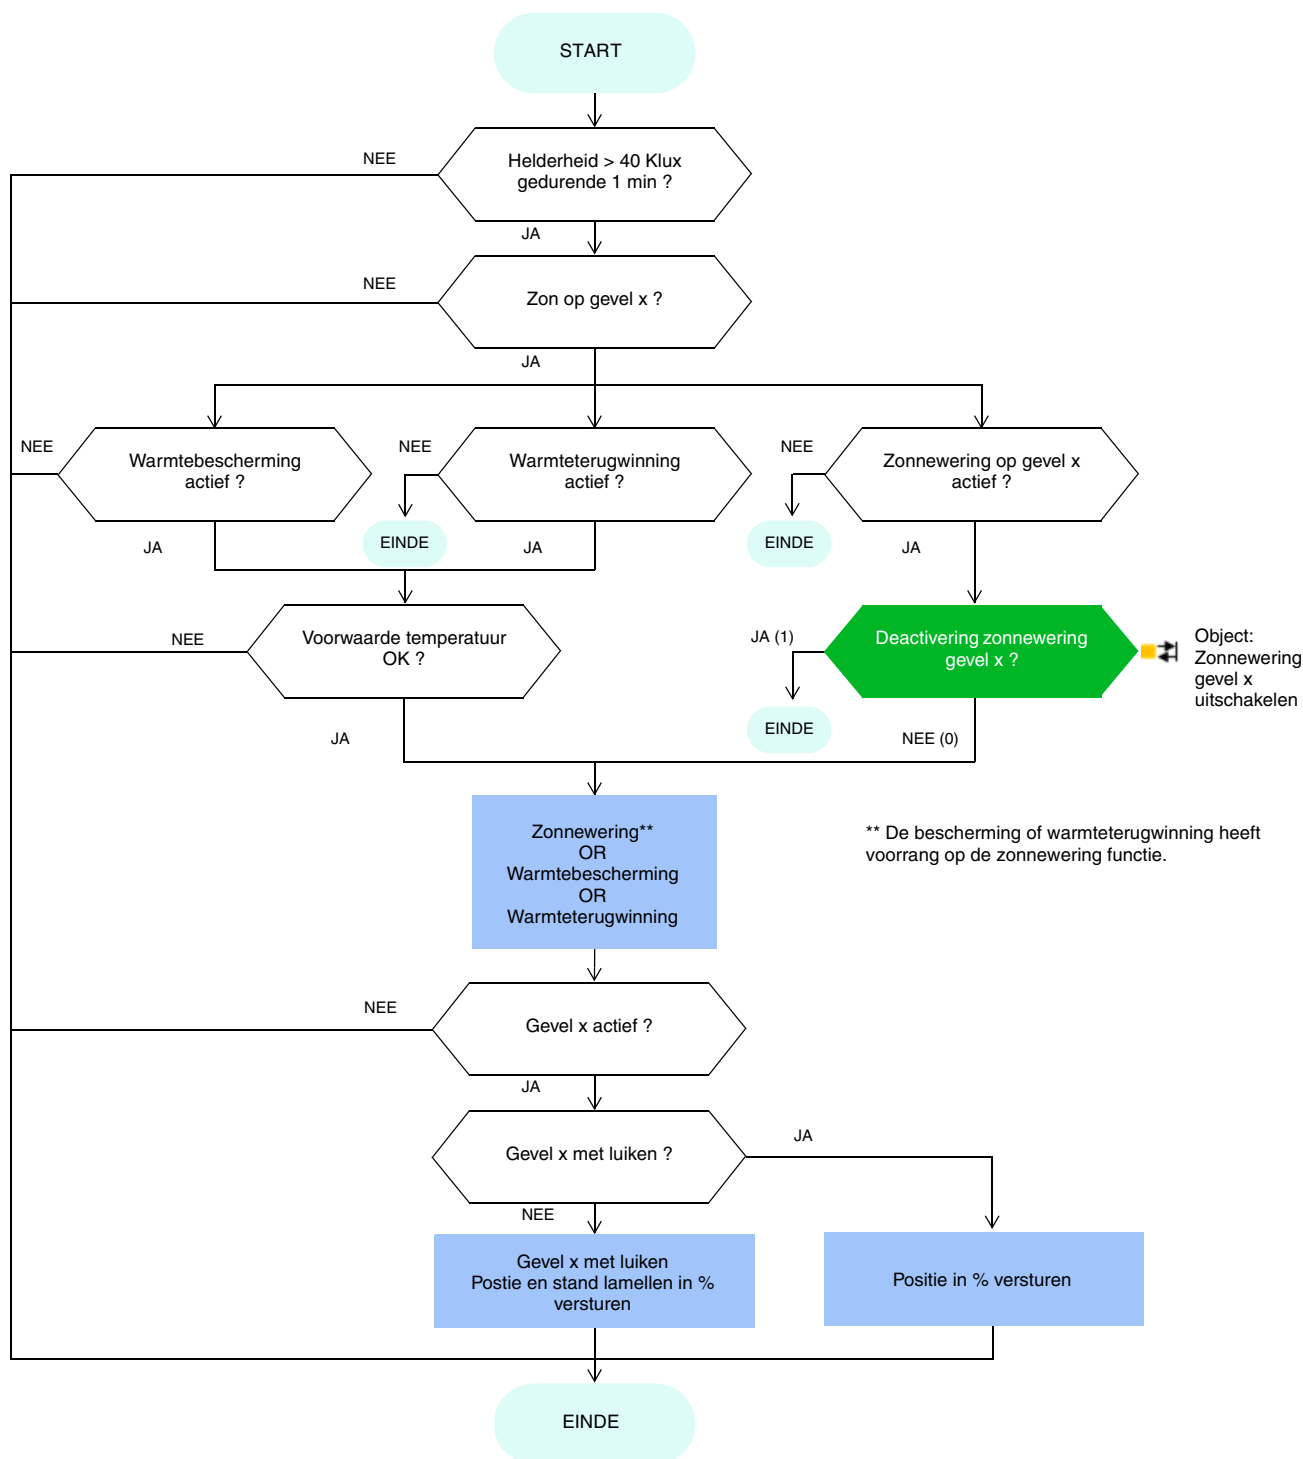 START
NEE
Helderheid > 40 Klux
gedurende 1 min ?
JA
NEE
Zon op gevel x ?
JA
NEE
Warmtebescherming
actief ?
NEE
Warmteterugwinning
actief ?
NEE
Zonnewering op gevel x
actief ?
JA
EINDE
JA
EINDE
JA
NEE
Voorwaarde temperatuur
OK ?
JA (1)
Deactivering zonnewering
gevel x ?
Object:
Zonnewering
gevel x
uitschakelen
JA
EINDE
NEE (0)
Zonnewering**
OR
Warmtebescherming
OR
Warmteterugwinning
** De bescherming of warmteterugwinning heeft
voorrang op de zonnewering functie.
NEE
Gevel x actief ?
JA
Gevel x met luiken ?
JA
NEE
Gevel x met luiken
Postie en stand lamellen in %
versturen
Positie in % versturen
EINDE